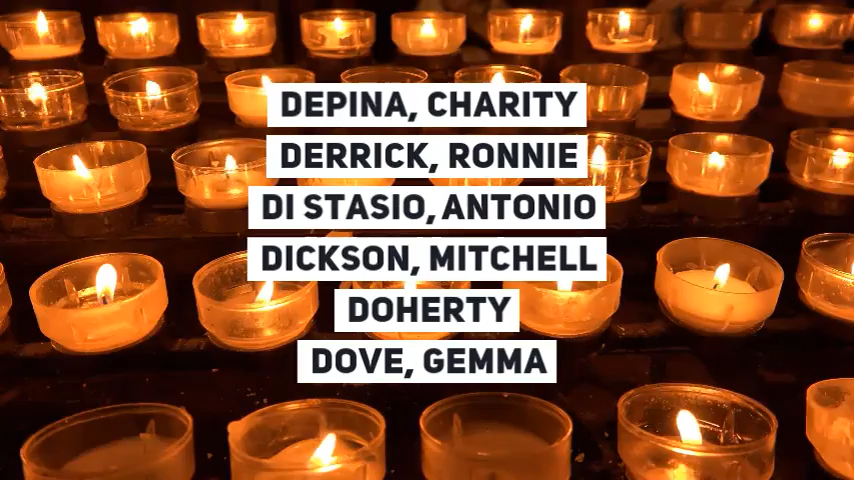 DEPINA, CHARITY
DERRICK, RONNIE
DI STASIO, ANTONIO
DICKSON, MITCHELL
DOHERTY
DOVE, GEMMA